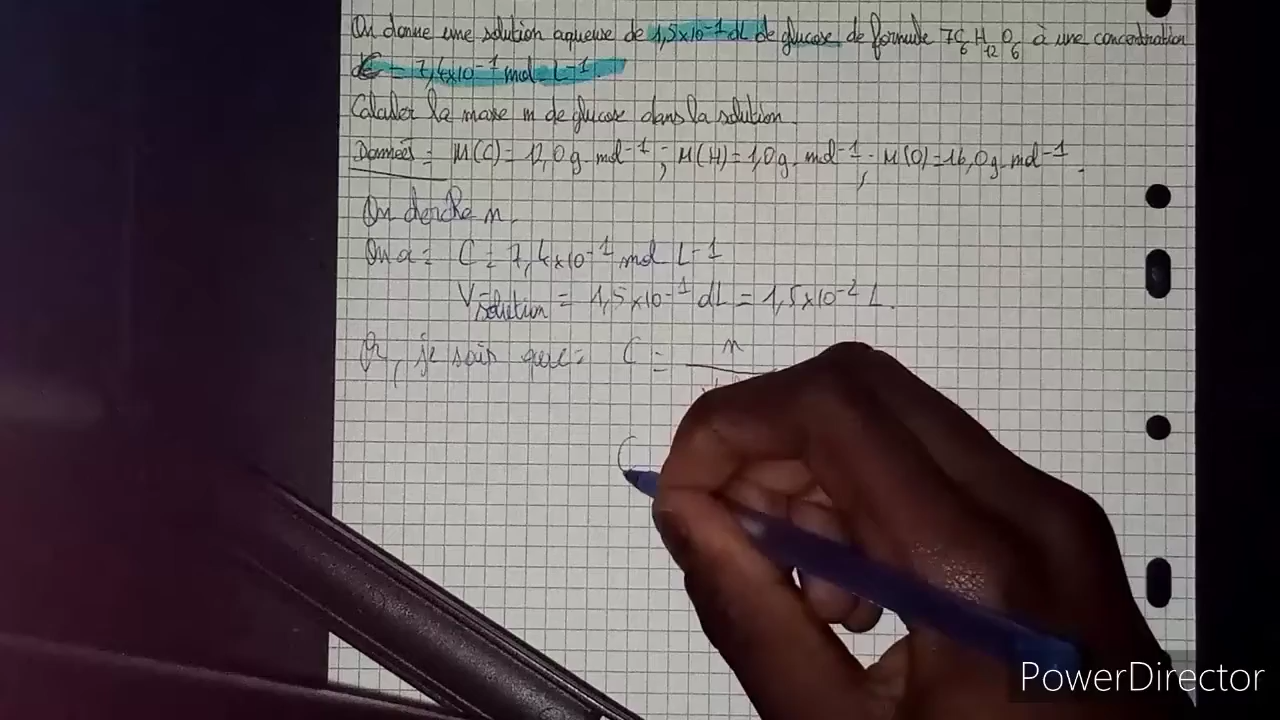 On donne une solution aqueuse de 1,5x10⁻¹ dL de glucose de formule 7C₆H₁₂O₆ à une concentration
de C = 7,4x10⁻¹ mol L⁻¹.
Calculer la masse m de glucose dans la solution.
Données = M(C) = 12,0 g mol⁻¹ ; M(H) = 1,0 g. mol⁻¹ ; M(O) = 16,0 g mol⁻¹.
On cherche m.
On a = C = 7,4x10⁻¹ mol L⁻¹
Vsolution = 1,5x10⁻¹ dL = 1,5x10⁻² L.
Or, je sais que = C = n
C
PowerDirector